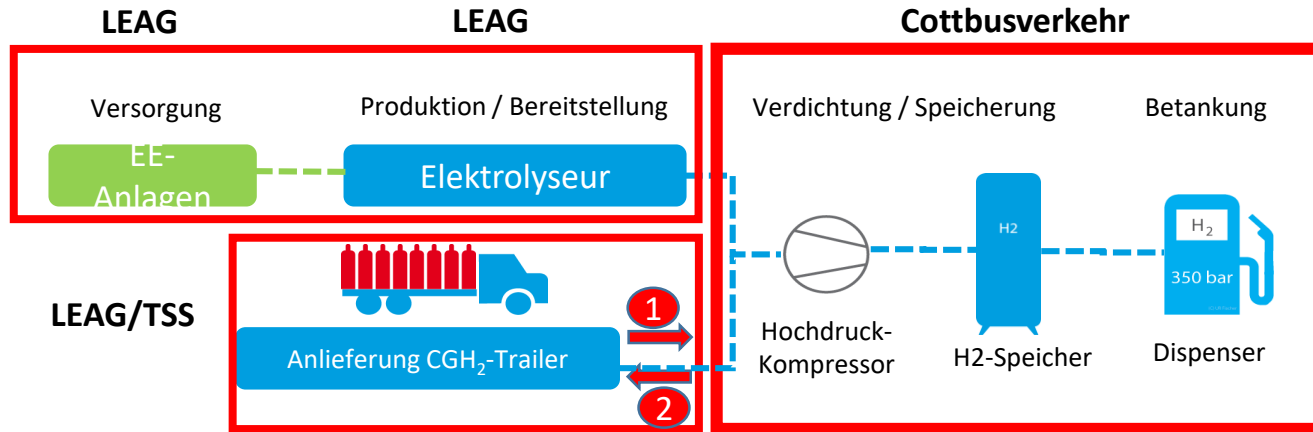 LEAG
LEAG
Cottbusverkehr
Versorgung
Produktion / Bereitstellung
Verdichtung / Speicherung
Betankung
EE-
Anlagen
Elektrolyseur
H2
H₂
350 bar
LEAG/TSS
1
Anlieferung CGH₂-Trailer
2
Hochdruck-
Kompressor
H2-Speicher
Dispenser